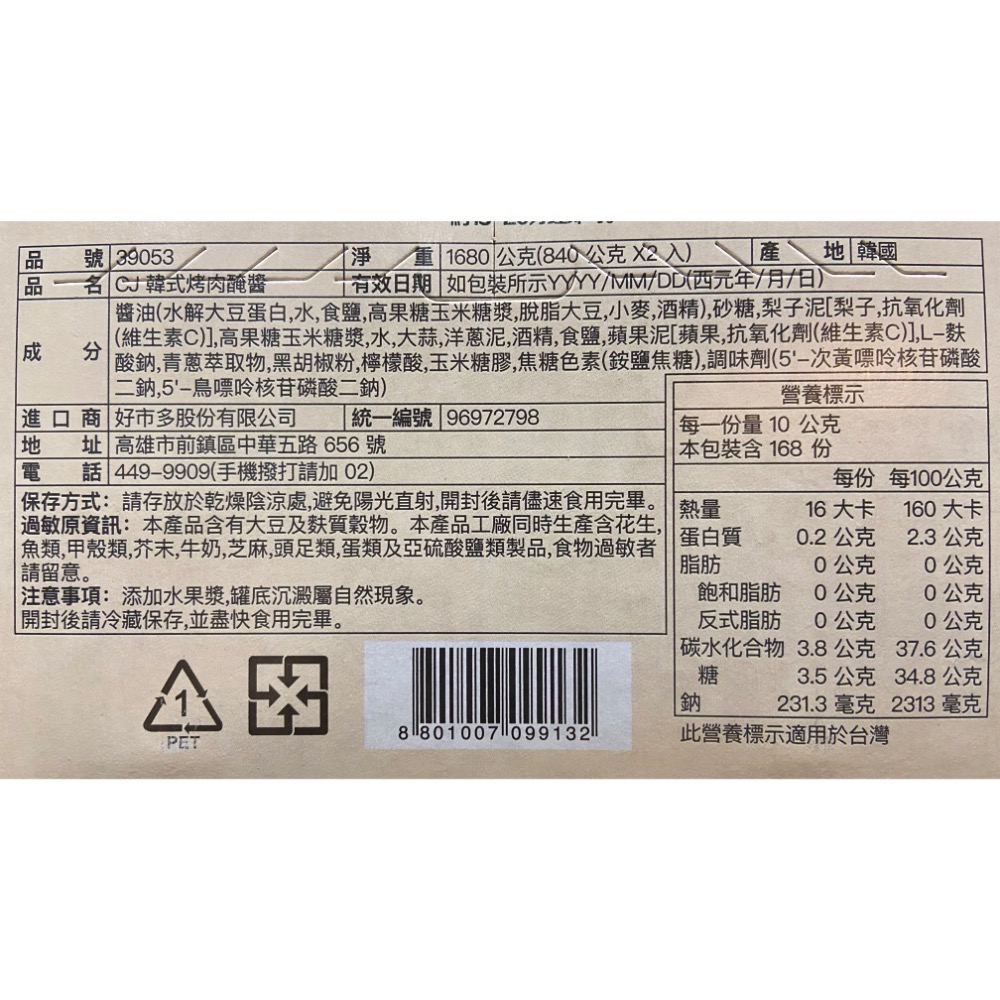 品號 39053 淨重 1680 公克(840 公克 X2 入) 產地 韓國
品名 CJ 韓式烤肉醃醬 有效日期 如包裝所示YYYY/MM/DD(西元年/月/日)
成分 醬油(水解大豆蛋白,水,食鹽,高果糖玉米糖漿,脫脂大豆,小麥,酒精),砂糖,梨子泥[梨子,抗氧化劑
(維生素C)],高果糖玉米糖漿,水,大蒜,洋蔥泥,酒精,食鹽,蘋果泥[蘋果,抗氧化劑(維生素C)],L-麩
酸鈉,青蔥萃取物,黑胡椒粉,檸檬酸,玉米糖膠,焦糖色素(銨鹽焦糖),調味劑(5'-次黃嘌呤核苷磷酸
二鈉,5'-鳥嘌呤核苷磷酸二鈉)
進口商 好市多股份有限公司 統一編號 96972798
地址 高雄市前鎮區中華五路 656 號
電話 449-9909(手機撥打請加 02)
保存方式：請存放於乾燥陰涼處,避免陽光直射,開封後請儘速食用完畢。
過敏原資訊：本產品含有大豆及麩質穀物。本產品工廠同時生產含花生,
魚類,甲殼類,芥末,牛奶,芝麻,頭足類,蛋類及亞硫酸鹽類製品,食物過敏者
請留意。
注意事項：添加水果漿,罐底沉澱屬自然現象。
開封後請冷藏保存,並盡快食用完畢。
營養標示
每一份量 10 公克
本包裝含 168 份
每份 每100公克
熱量 16 大卡 160 大卡
蛋白質 0.2 公克 2.3 公克
脂肪 0 公克 0 公克
飽和脂肪 0 公克 0 公克
反式脂肪 0 公克 0 公克
碳水化合物 3.8 公克 37.6 公克
糖 3.5 公克 34.8 公克
鈉 231.3 毫克 2313 毫克
此營養標示適用於台灣
1
PET
8 801007 099132